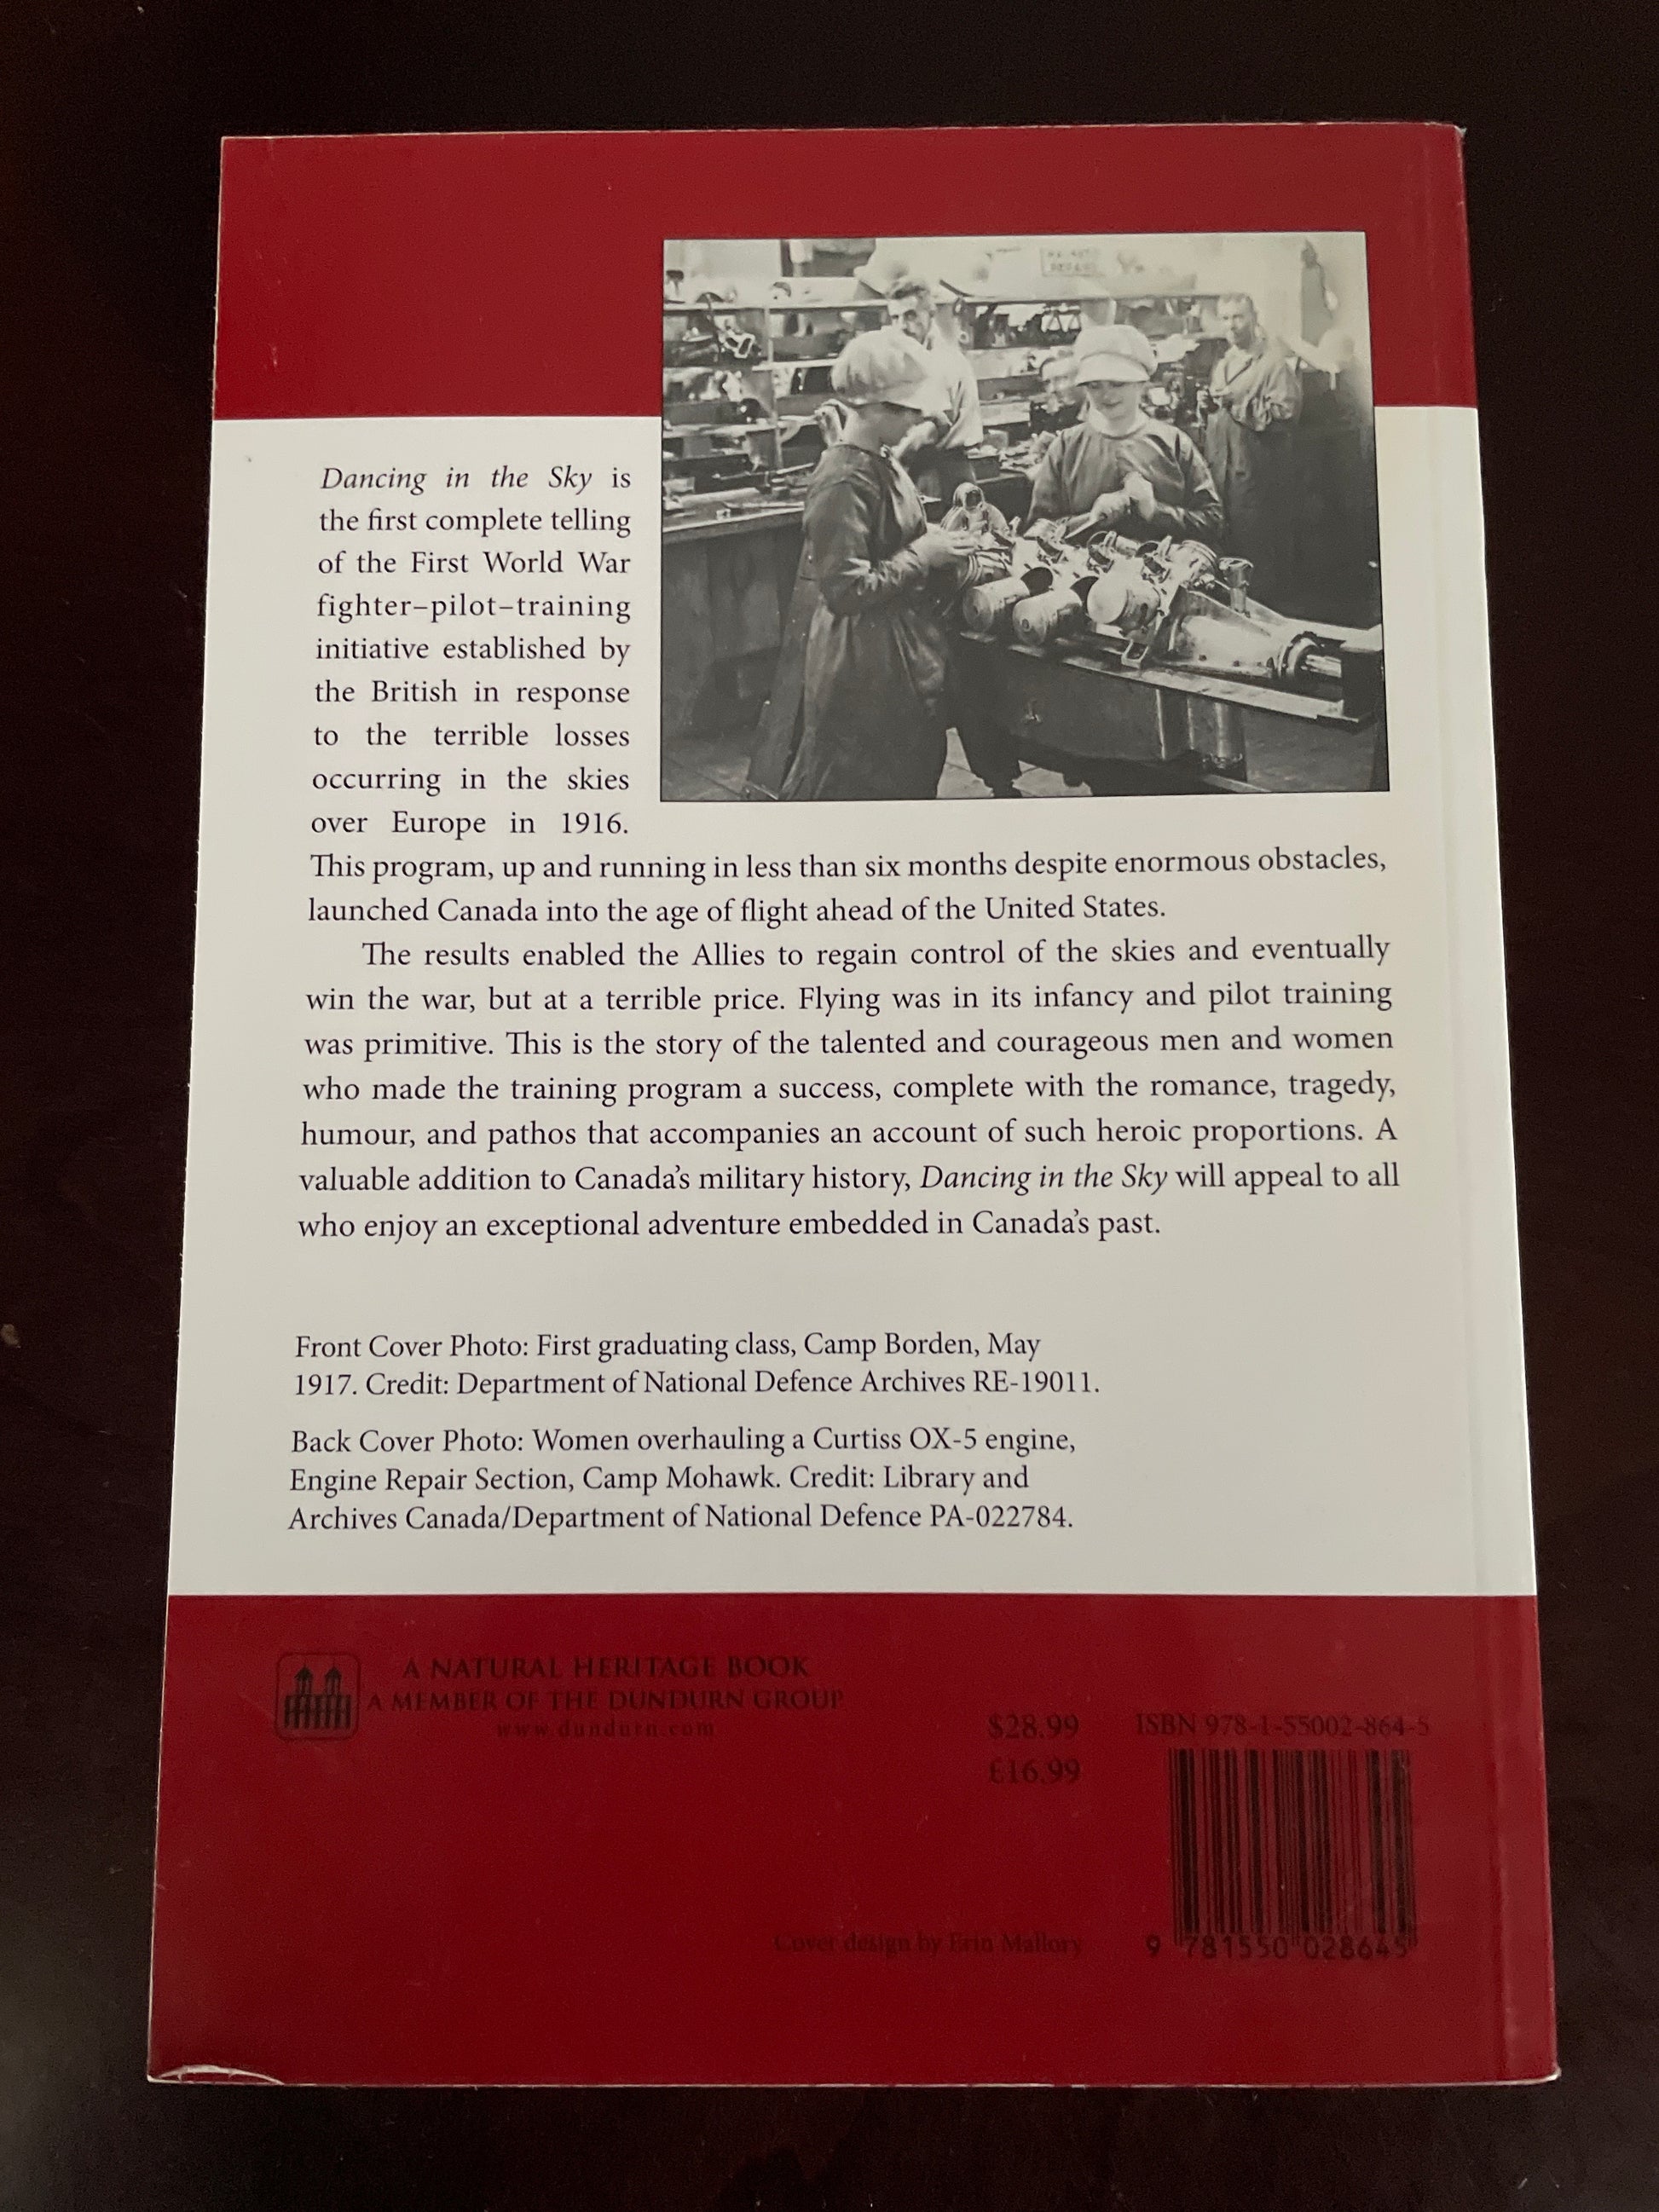 Dancing in the Sky is
the first complete telling
of the First World War
fighter–pilot–training
initiative established by
the British in response
to the terrible losses
occurring in the skies
over Europe in 1916.
This program, up and running in less than six months despite enormous obstacles,
launched Canada into the age of flight ahead of the United States.
The results enabled the Allies to regain control of the skies and eventually
win the war, but at a terrible price. Flying was in its infancy and pilot training
was primitive. This is the story of the talented and courageous men and women
who made the training program a success, complete with the romance, tragedy,
humour, and pathos that accompanies an account of such heroic proportions. A
valuable addition to Canada's military history, Dancing in the Sky will appeal to all
who enjoy an exceptional adventure embedded in Canada's past.
Front Cover Photo: First graduating class, Camp Borden, May
1917. Credit: Department of National Defence Archives RE-19011.
Back Cover Photo: Women overhauling a Curtiss OX-5 engine,
Engine Repair Section, Camp Mohawk. Credit: Library and
Archives Canada/Department of National Defence PA-022784.
A NATURAL HERITAGE BOOK
A MEMBER OF THE DUNDURN GROUP
www.dundurn.com
$28.99
£16.99
ISBN 978-1-55002-864-5
Cover design by Erin Mallory
9 781550 028645